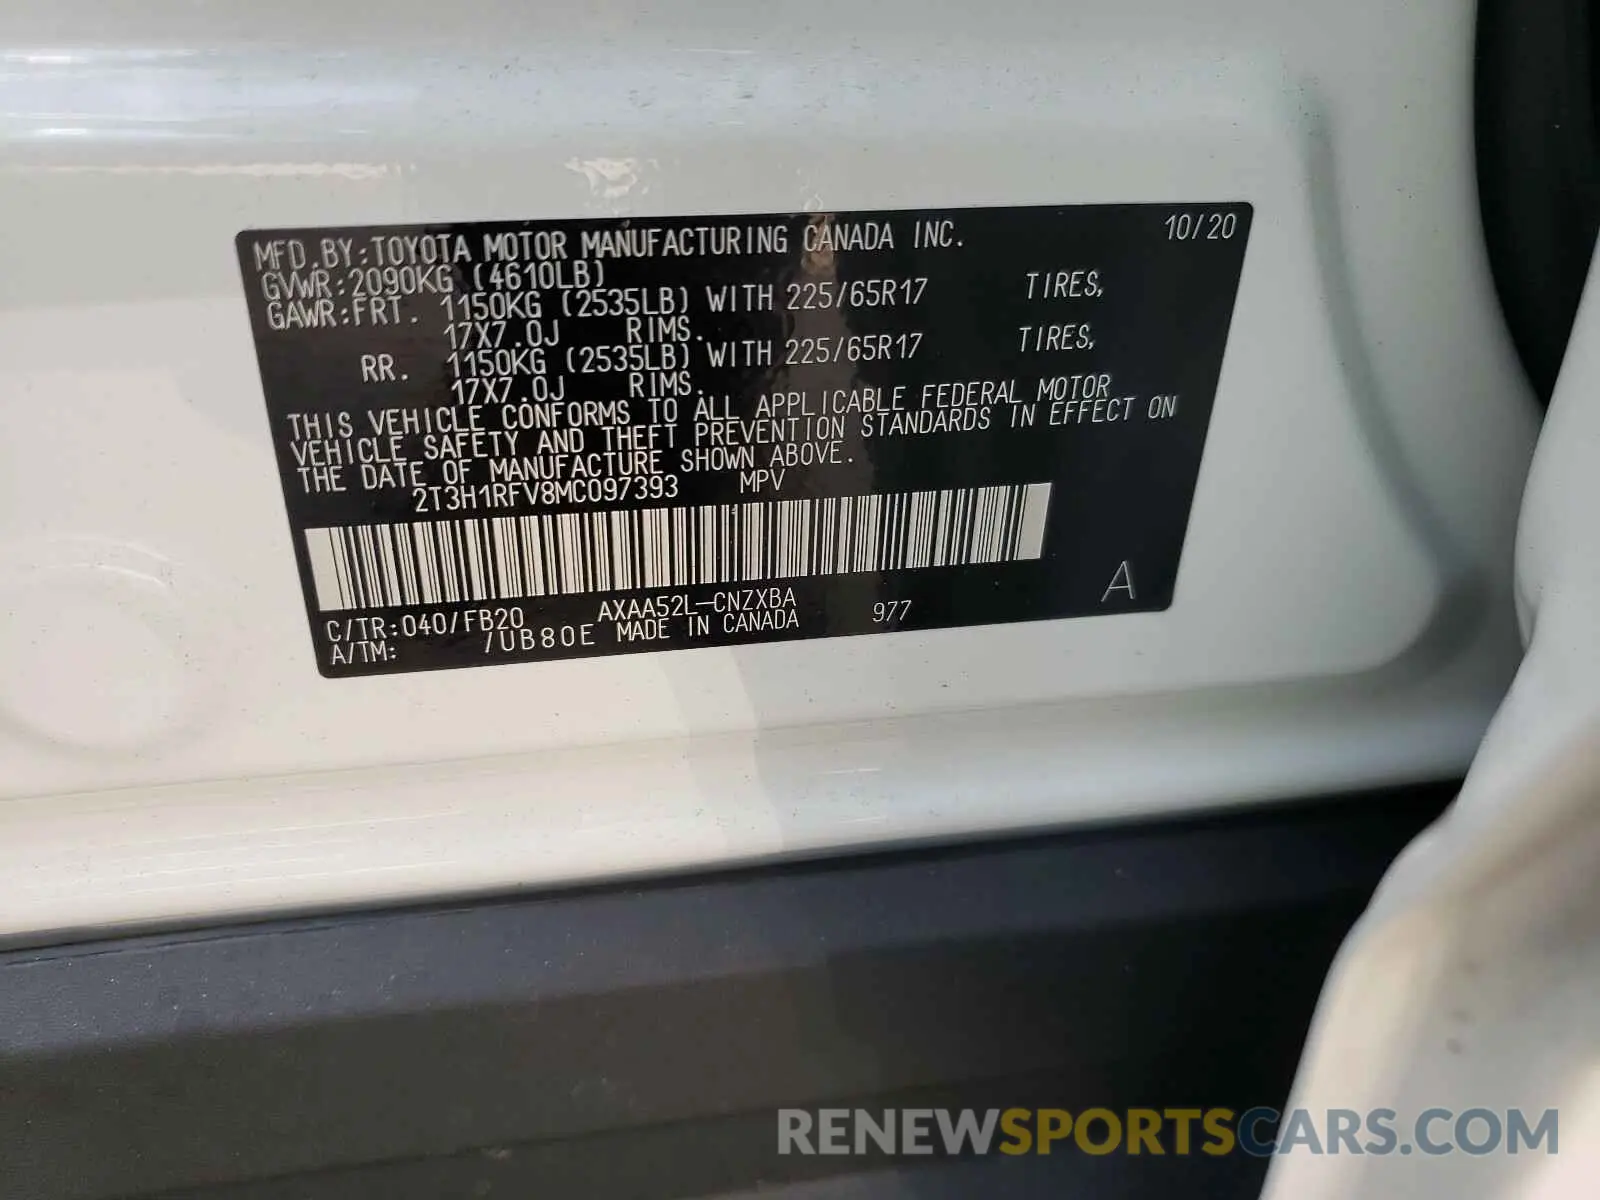 MFD.BY:TOYOTA MOTOR MANUFACTURING CANADA INC. 10/20
GVWR:2090KG (4610LB)
GAWR:FRT. 1150KG (2535LB) WITH 225/65R17 TIRES,
17X7.0J RIMS.
RR. 1150KG (2535LB) WITH 225/65R17 TIRES,
17X7.0J RIMS.
THIS VEHICLE CONFORMS TO ALL APPLICABLE FEDERAL MOTOR
VEHICLE SAFETY AND THEFT PREVENTION STANDARDS IN EFFECT ON
THE DATE OF MANUFACTURE SHOWN ABOVE.
2T3H1RFV8MC097393 MPV
C/TR:040/FB20 AXAA52L-CNZXBA 977 A
A/TM: /UB80E MADE IN CANADA
RENEWSPORTSCARS.COM